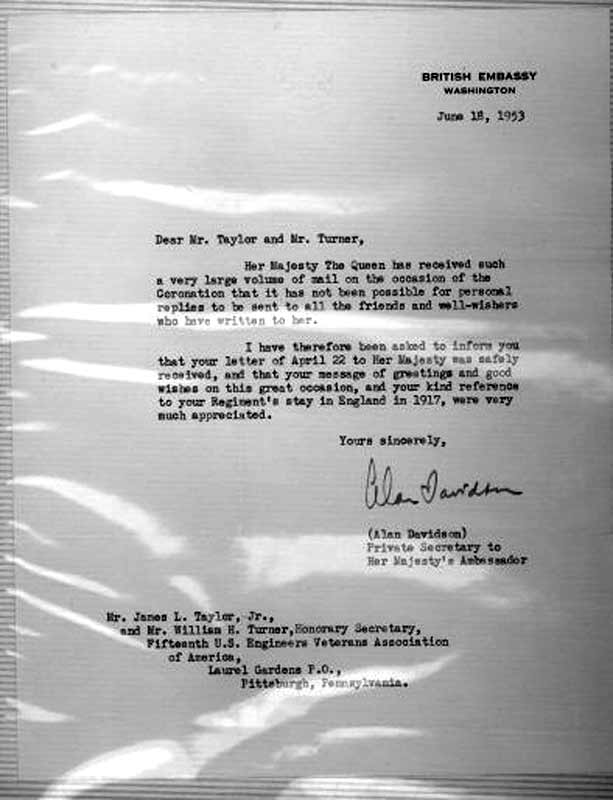 BRITISH EMBASSY
WASHINGTON
June 18, 1953
Dear Mr. Taylor and Mr. Turner,
Her Majesty The Queen has received such
a very large volume of mail on the occasion of the
Coronation that it has not been possible for personal
replies to be sent to all the friends and well-wishers
who have written to her.
I have therefore been asked to inform you
that your letter of April 22 to Her Majesty was safely
received, and that your message of greetings and good
wishes on this great occasion, and your kind reference
to your Regiment's stay in England in 1917, were very
much appreciated.
Yours sincerely,
Alan Davidson
(Alan Davidson)
Private Secretary to
Her Majesty's Ambassador
Mr. James L. Taylor, Jr.,
and Mr. William H. Turner,Honorary Secretary,
Fifteenth U.S. Engineers Veterans Association
of America,
Laurel Gardens P.O.,
Pittsburgh, Pennsylvania.